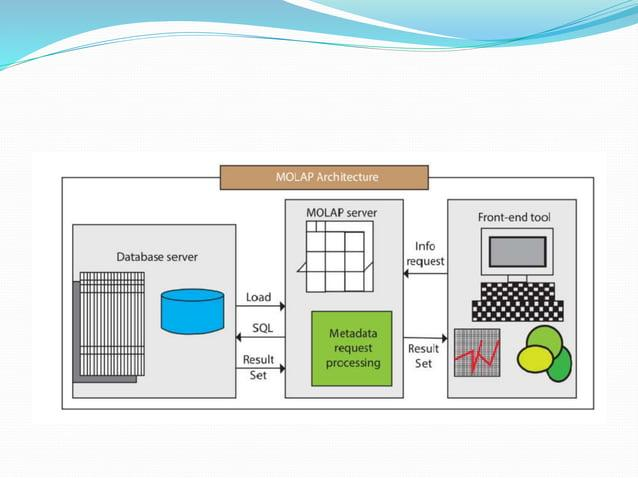 MOLAP Architecture
Database server
Load
SQL
Result
Set
MOLAP server
Metadata
request
processing
Info
request
Result
Set
Front-end tool